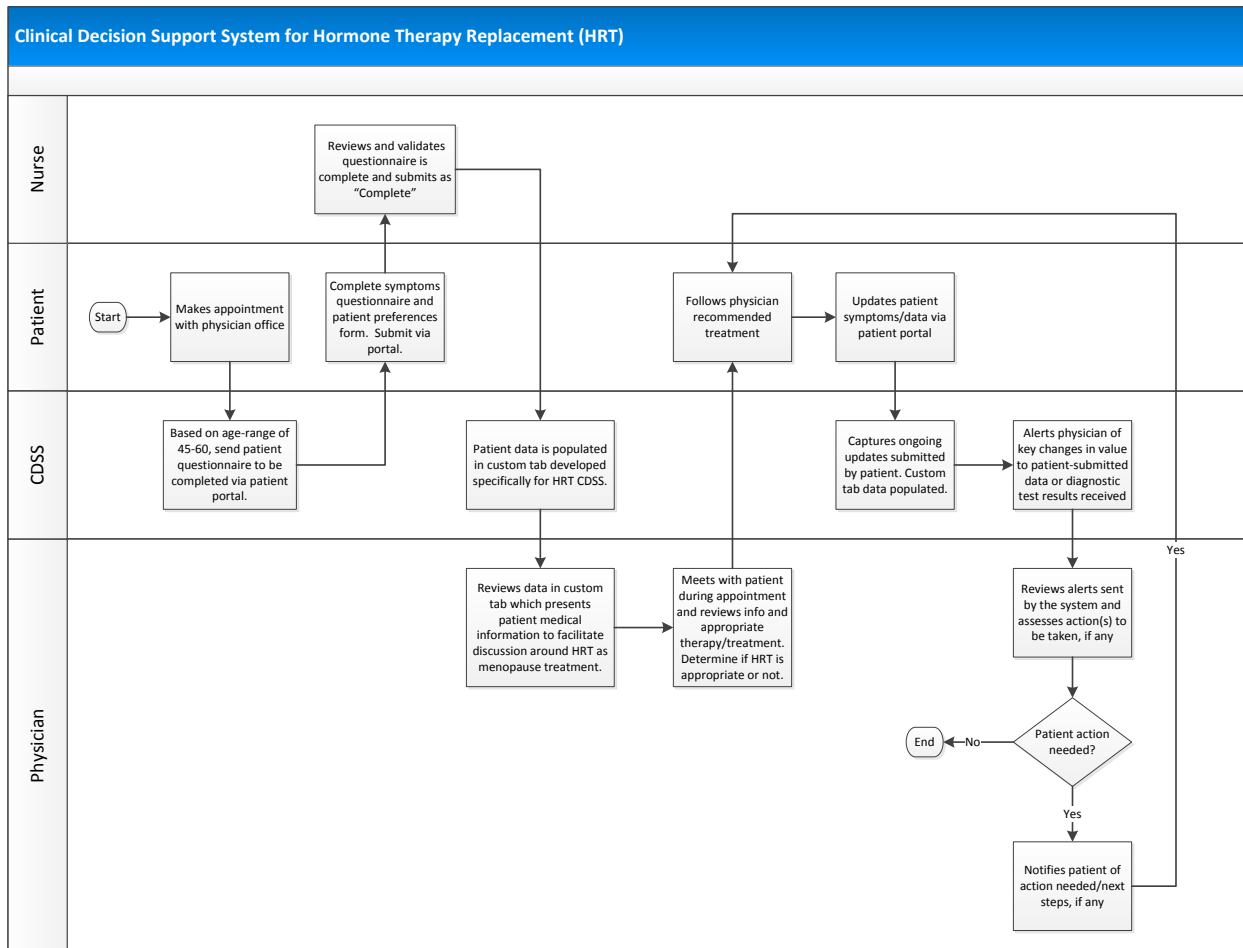 Clinical Decision Support System for Hormone Therapy Replacement (HRT)
Nurse
Reviews and validates
questionnaire is
complete and submits as
“Complete”
Patient
Start
Makes appointment
with physician office
Complete symptoms
questionnaire and
patient preferences
form.  Submit via
portal.
Follows physician
recommended
treatment
Updates patient
symptoms/data via
patient portal
CDSS
Based on age-range of
45-60, send patient
questionnaire to be
completed via patient
portal.
Patient data is populated
in custom tab developed
specifically for HRT CDSS.
Captures ongoing
updates submitted
by patient. Custom
tab data populated.
Alerts physician of
key changes in value
to patient-submitted
data or diagnostic
test results received
Yes
Physician
Reviews data in custom
tab which presents
patient medical
information to facilitate
discussion around HRT as
menopause treatment.
Meets with patient
during appointment
and reviews info and
appropriate
therapy/treatment.
Determine if HRT is
appropriate or not.
Reviews alerts sent
by the system and
assesses action(s) to
be taken, if any
Patient action
needed?
No
End
Yes
Notifies patient of
action needed/next
steps, if any